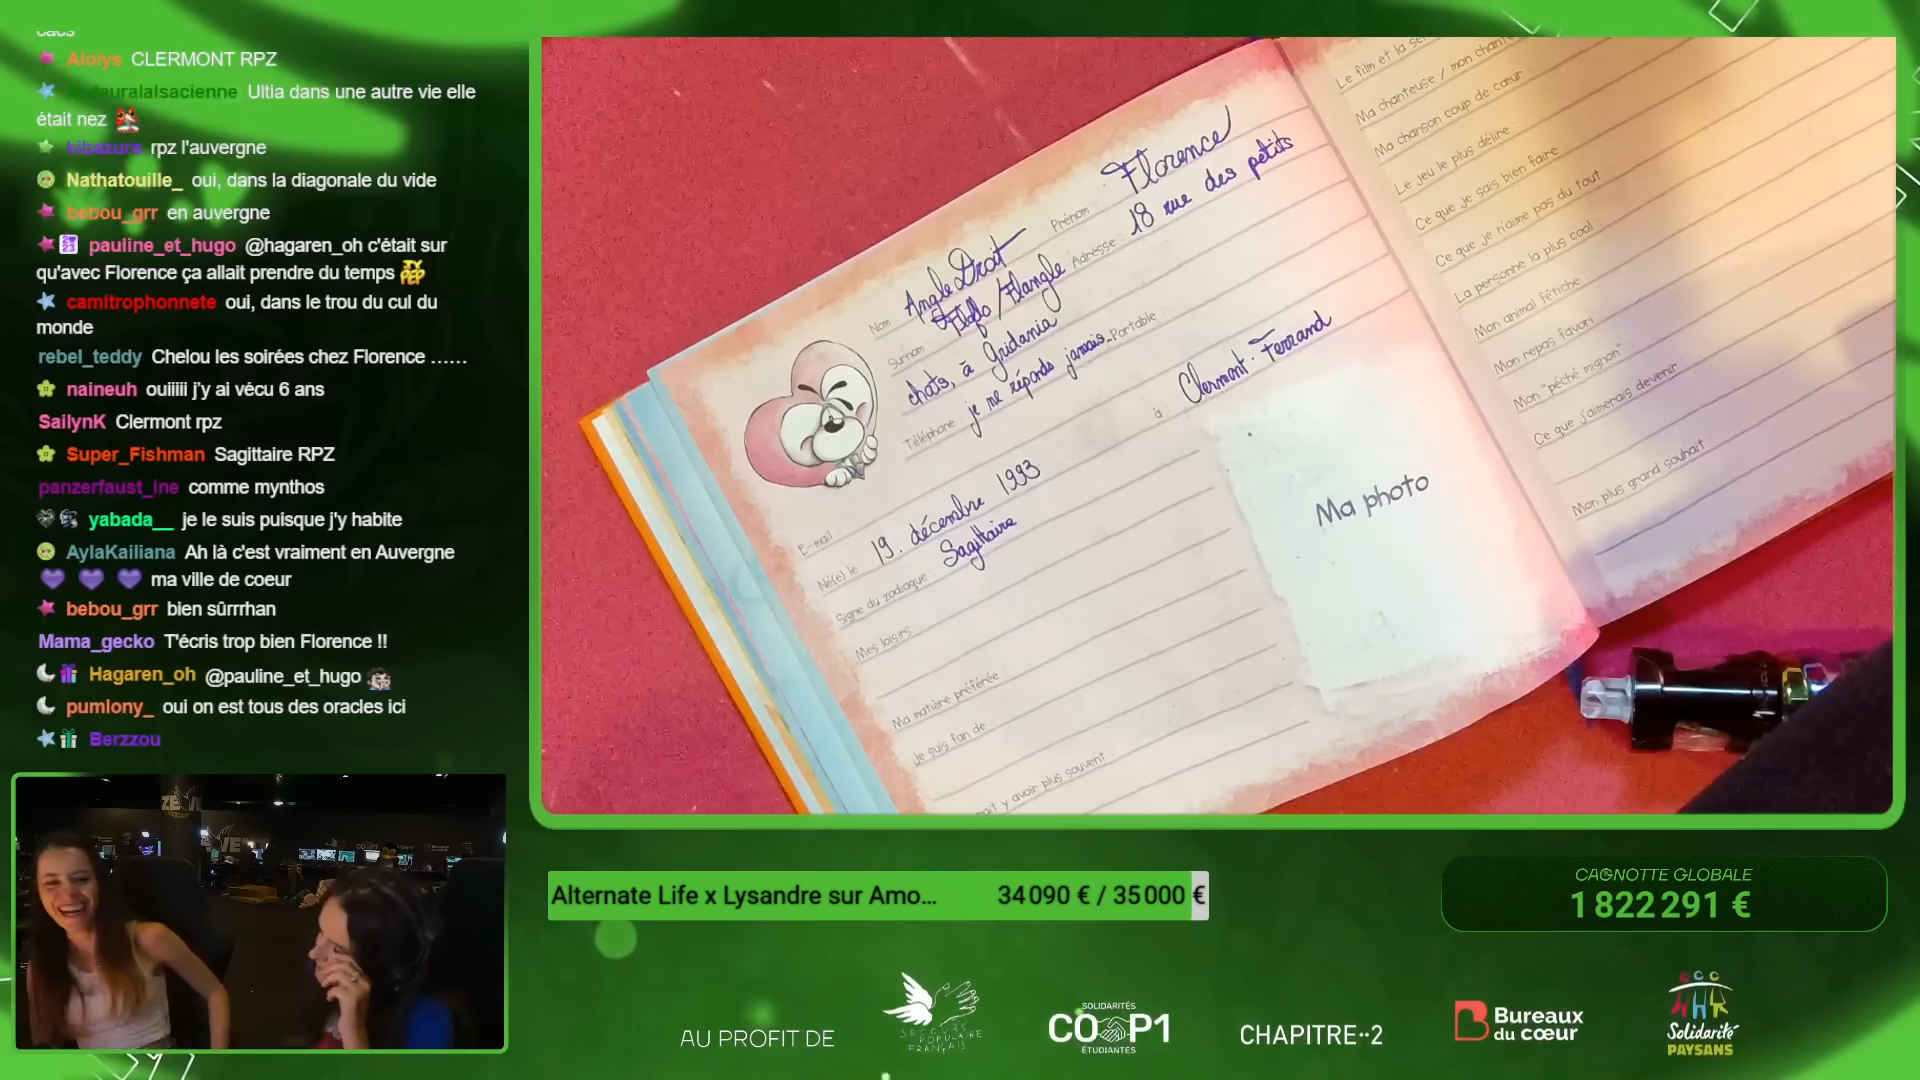 Aloiys CLERMONT RPZ
Ultia dans une autre vie elle
était nez
kibazura rpz l'auvergne
Nathatouille_ oui, dans la diagonale du vide
bebou_grr en auvergne
pauline_et_hugo @hagaren_oh c'était sur
qu'avec Florence ça allait prendre du temps
camitrophonnete oui, dans le trou du cul du
monde
rebel_teddy Chelou les soirées chez Florence ......
naineuh ouiiiii j'y ai vécu 6 ans
SailynK Clermont rpz
Super_Fishman Sagittaire RPZ
panzerfaust_ine comme mynthos
yabada__ je le suis puisque j'y habite
AylaKailiana Ah là c'est vraiment en Auvergne
ma ville de coeur
bebou_grr bien sûrrrhan
Mama_gecko T'écris trop bien Florence !!
Hagaren_oh @pauline_et_hugo
pumlony_ oui on est tous des oracles ici
Berzzou
Nom Angle Droit Prénom : Florence
Surnom : Floflo / Flangle Adresse : 18 rue des petits
chats, à Gridania
Téléphone je ne réponds jamais Portable :
E-mail
Né(e) le 19 décembre 1993 à : Clermont-Ferrand
Signe du zodiaque : Sagittaire
Mes loisirs
Ma matière préférée
Je suis fan de
y avoir plus souvent
Ma photo
Le film et la
Ma chanteuse / mon
Ma chanson coup de cœur
Le jeu le plus délire :
Ce que je sais bien faire :
Ce que je n'aime pas du tout
La personne la plus cool :
Mon animal fétiche
Mon repas favori
Mon "péché mignon"
Ce que j'aimerais devenir :
Mon plus grand souhait :
Alternate Life x Lysandre sur Amo... 34 090 € / 35 000 €
CAGNOTTE GLOBALE
1 822 291 €
AU PROFIT DE
SECOURS POPULAIRE FRANÇAIS
SOLIDARITÉS
CO P1
ÉTUDIANTES
CHAPITRE··2
Bureaux
du cœur
Solidarité
PAYSANS